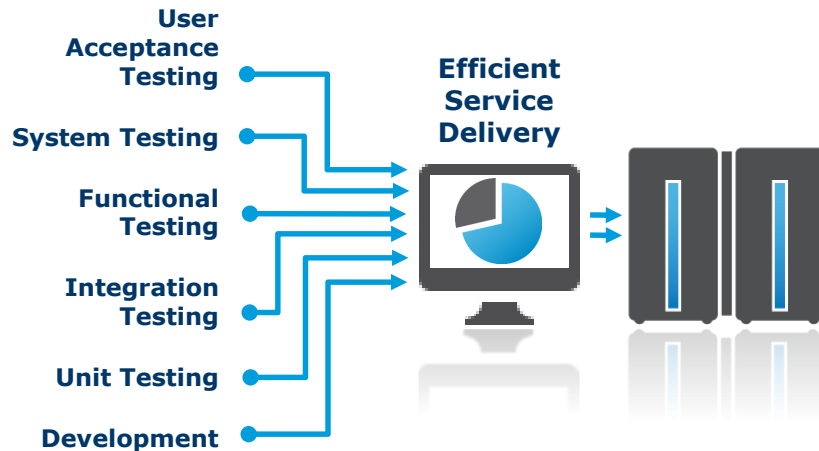 User
Acceptance
Testing
System Testing
Functional
Testing
Integration
Testing
Unit Testing
Development
Efficient
Service
Delivery